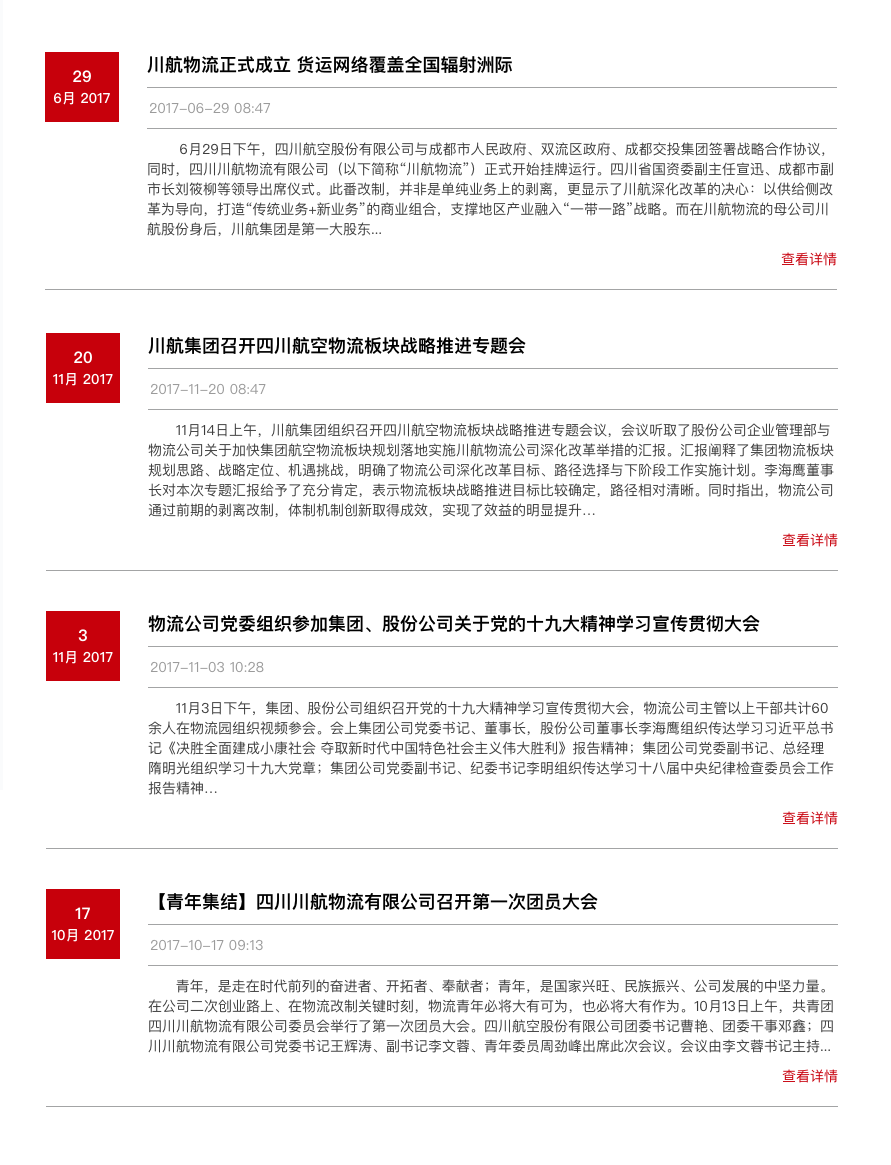 29
6月 2017
川航物流正式成立 货运网络覆盖全国辐射洲际
2017-06-29 08:47
6月29日下午，四川航空股份有限公司与成都市人民政府、双流区政府、成都交投集团签署战略合作协议，
同时，四川川航物流有限公司（以下简称“川航物流”）正式开始挂牌运行。四川省国资委副主任宣迅、成都市副
市长刘筱柳等领导出席仪式。此番改制，并非是单纯业务上的剥离，更显示了川航深化改革的决心：以供给侧改
革为导向，打造“传统业务+新业务”的商业组合，支撑地区产业融入“一带一路”战略。而在川航物流的母公司川
航股份身后，川航集团是第一大股东...
查看详情
20
11月 2017
川航集团召开四川航空物流板块战略推进专题会
2017-11-20 08:47
11月14日上午，川航集团组织召开四川航空物流板块战略推进专题会议，会议听取了股份公司企业管理部与
物流公司关于加快集团航空物流板块规划落地实施川航物流公司深化改革举措的汇报。汇报阐释了集团物流板块
规划思路、战略定位、机遇挑战，明确了物流公司深化改革目标、路径选择与下阶段工作实施计划。李海鹰董事
长对本次专题汇报给予了充分肯定，表示物流板块战略推进目标比较确定，路径相对清晰。同时指出，物流公司
通过前期的剥离改制，体制机制创新取得成效，实现了效益的明显提升…
查看详情
3
11月 2017
物流公司党委组织参加集团、股份公司关于党的十九大精神学习宣传贯彻大会
2017-11-03 10:28
11月3日下午，集团、股份公司组织召开党的十九大精神学习宣传贯彻大会，物流公司主管以上干部共计60
余人在物流园组织视频参会。会上集团公司党委书记、董事长，股份公司董事长李海鹰组织传达学习习近平总书
记《决胜全面建成小康社会 夺取新时代中国特色社会主义伟大胜利》报告精神；集团公司党委副书记、总经理
隋明光组织学习十九大党章；集团公司党委副书记、纪委书记李明组织传达学习十八届中央纪律检查委员会工作
报告精神…
查看详情
17
10月 2017
【青年集结】四川川航物流有限公司召开第一次团员大会
2017-10-17 09:13
青年，是走在时代前列的奋进者、开拓者、奉献者；青年，是国家兴旺、民族振兴、公司发展的中坚力量。
在公司二次创业路上、在物流改制关键时刻，物流青年必将大有可为，也必将大有作为。10月13日上午，共青团
四川川航物流有限公司委员会举行了第一次团员大会。四川航空股份有限公司团委书记曹艳、团委干事邓鑫；四
川川航物流有限公司党委书记王辉涛、副书记李文蓉、青年委员周劲峰出席此次会议。会议由李文蓉书记主持...
查看详情